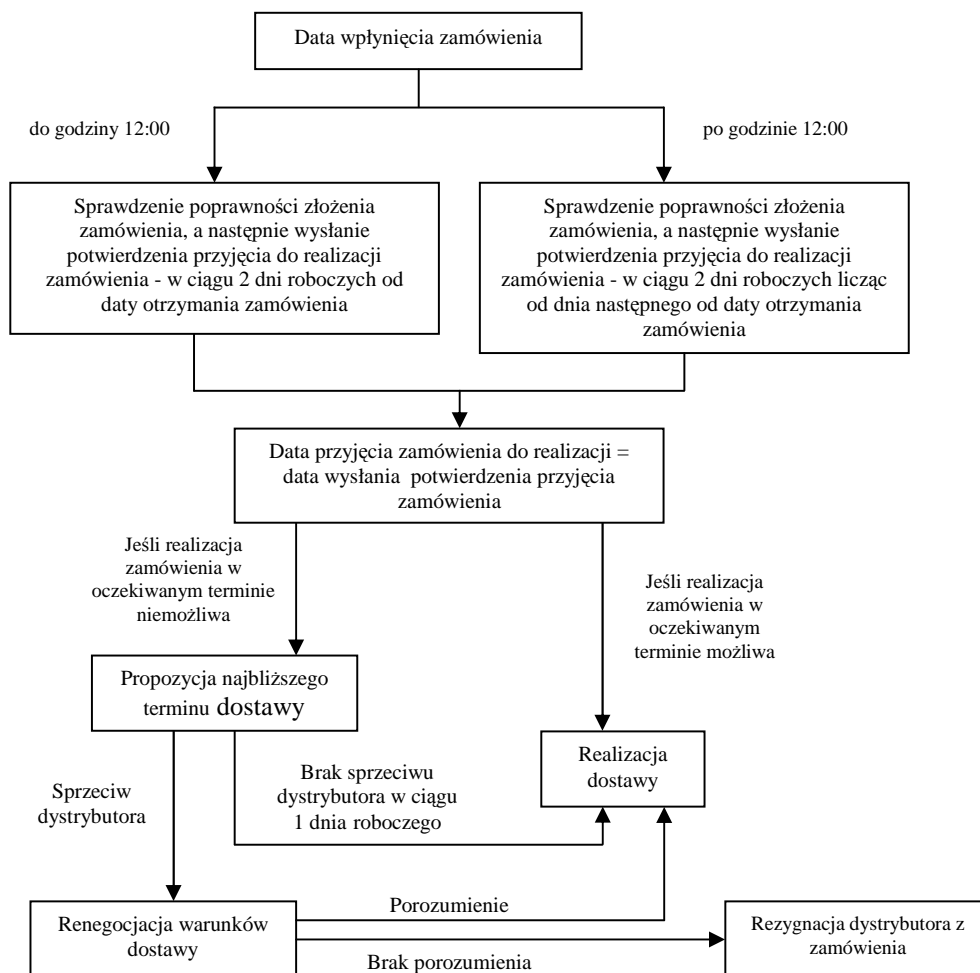 Data wpłynięcia zamówienia
do godziny 12:00
po godzinie 12:00
Sprawdzenie poprawności złożenia
zamówienia, a następnie wysłanie
potwierdzenia przyjęcia do realizacji
zamówienia - w ciągu 2 dni roboczych od
daty otrzymania zamówienia
Sprawdzenie poprawności złożenia
zamówienia, a następnie wysłanie
potwierdzenia przyjęcia do realizacji
zamówienia - w ciągu 2 dni roboczych licząc
od dnia następnego od daty otrzymania
zamówienia
Data przyjęcia zamówienia do realizacji =
data wysłania potwierdzenia przyjęcia
zamówienia
Jeśli realizacja
zamówienia w
oczekiwanym terminie
niemożliwa
Jeśli realizacja
zamówienia w
oczekiwanym
terminie możliwa
Propozycja najbliższego
terminu dostawy
Realizacja
dostawy
Sprzeciw
dystrybutora
Brak sprzeciwu
dystrybutora w ciągu
1 dnia roboczego
Renegocjacja warunków
dostawy
Porozumienie
Brak porozumienia
Rezygnacja dystrybutora z
zamówienia